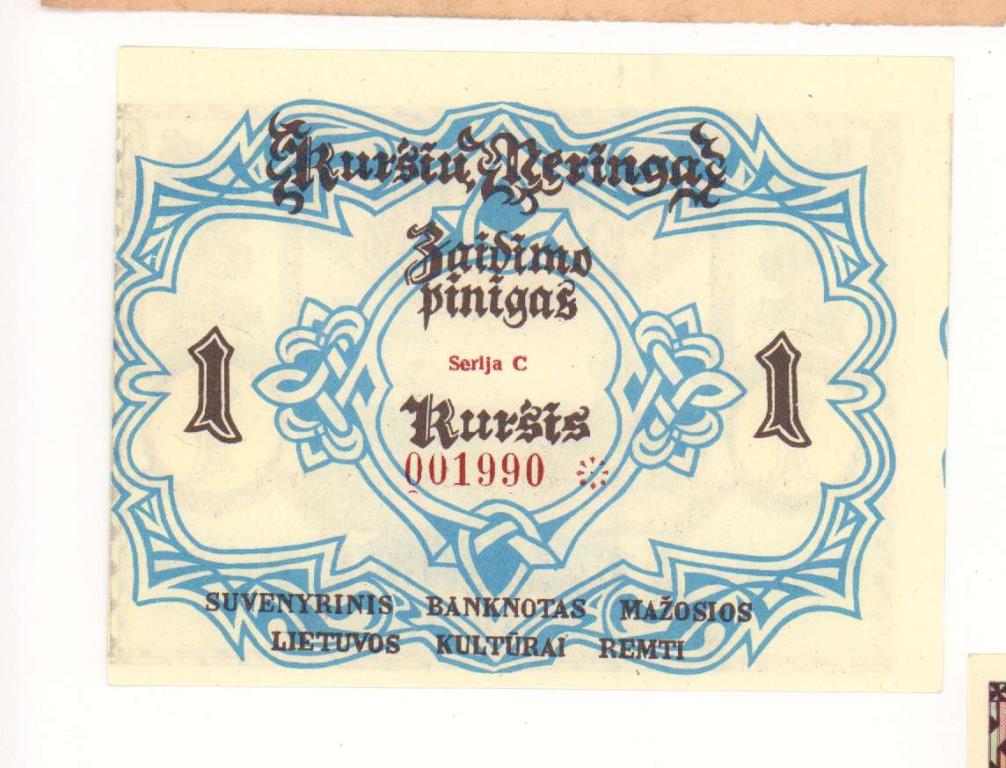 Kuršių Neringa
Žaidimo
pinigas
1
Serija C
1
Kuršis
001990
SUVENYRINIS BANKNOTAS MAŽOSIOS
LIETUVOS KULTŪRAI REMTI